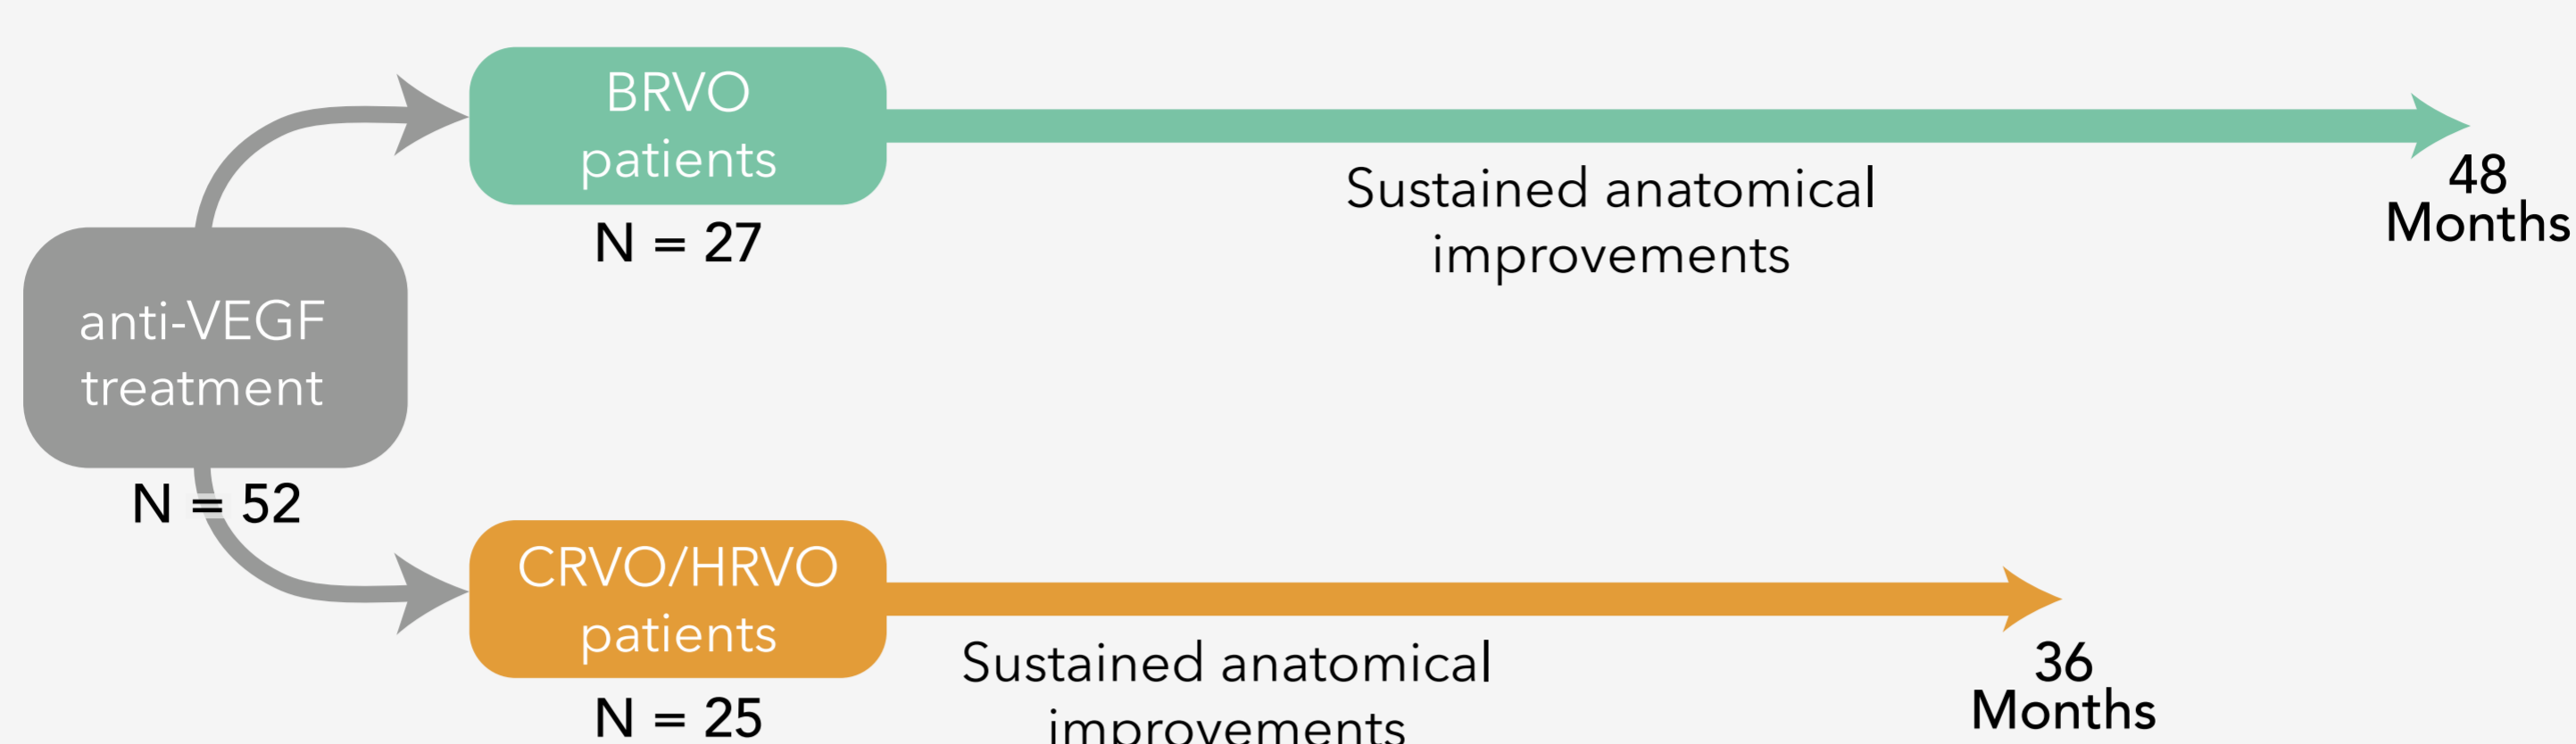 BRVO
patients
N = 27
Sustained anatomical
improvements
48
Months
anti-VEGF
treatment
N = 52
CRVO/HRVO
patients
N = 25
Sustained anatomical
improvements
36
Months